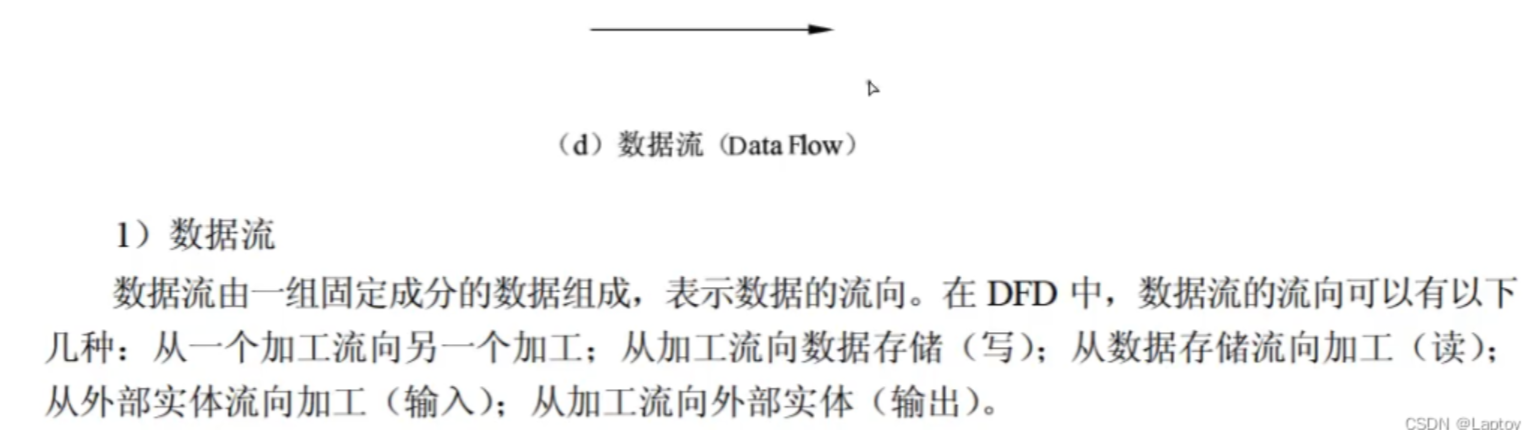 （d）数据流（Data Flow）
1）数据流
数据流由一组固定成分的数据组成，表示数据的流向。在 DFD 中，数据流的流向可以有以下
几种：从一个加工流向另一个加工；从加工流向数据存储（写）；从数据存储流向加工（读）；
从外部实体流向加工（输入）；从加工流向外部实体（输出）。
CSDN @Laptoy